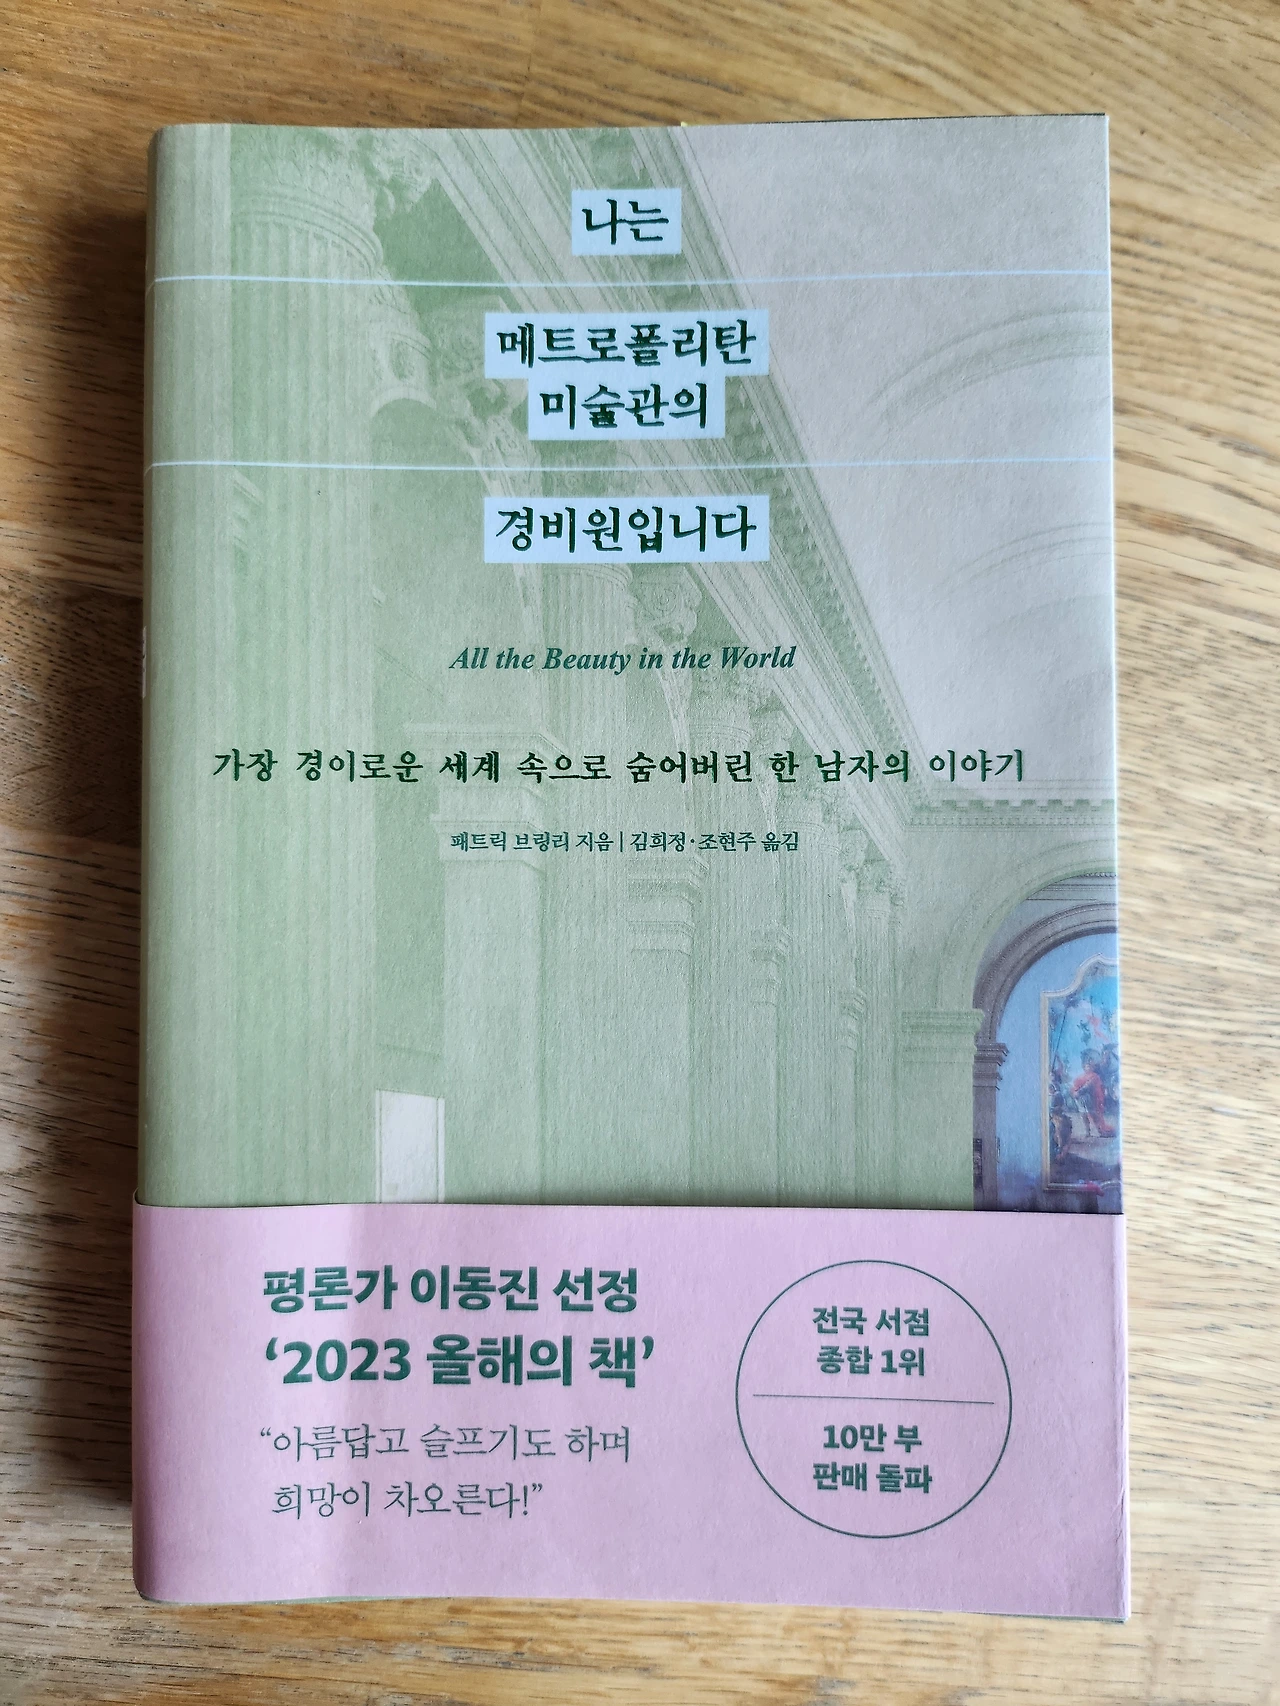 나는
메트로폴리탄
미술관의
경비원입니다
All the Beauty in the World
가장 경이로운 세계 속으로 숨어버린 한 남자의 이야기
패트릭 브링리 지음 | 김희정·조현주 옮김
평론가 이동진 선정
‘2023 올해의 책’
“아름답고 슬프기도 하며
희망이 차오른다!”
전국 서점
종합 1위
10만 부
판매 돌파